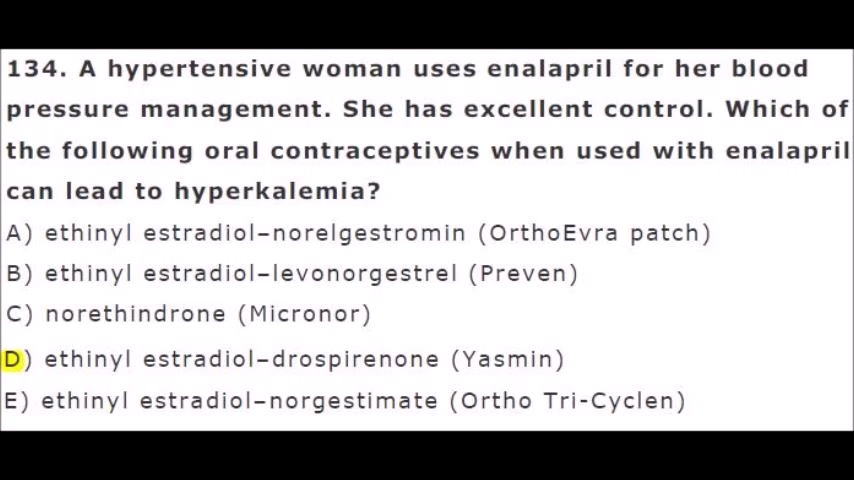 134. A hypertensive woman uses enalapril for her blood
pressure management. She has excellent control. Which of
the following oral contraceptives when used with enalapril
can lead to hyperkalemia?
A) ethinyl estradiol–norelgestromin (OrthoEvra patch)
B) ethinyl estradiol–levonorgestrel (Preven)
C) norethindrone (Micronor)
D) ethinyl estradiol–drospirenone (Yasmin)
E) ethinyl estradiol–norgestimate (Ortho Tri-Cyclen)